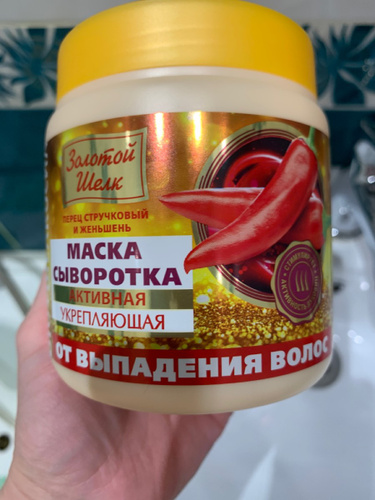 Золотой
Шелк
ПЕРЕЦ СТРУЧКОВЫЙ
И ЖЕНЬШЕНЬ
МАСКА
СЫВОРОТКА
АКТИВНАЯ
УКРЕПЛЯЮЩАЯ
ОТ ВЫПАДЕНИЯ ВОЛОС